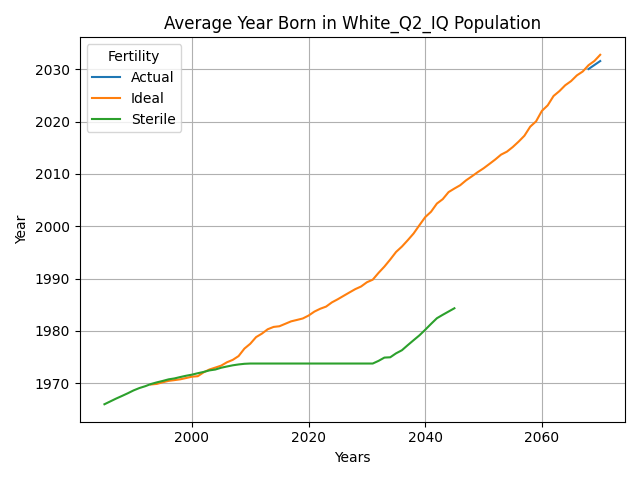 Average Year Born in White_Q2_IQ Population
Fertility
Actual
Ideal
Sterile
Year
2030
2020
2010
2000
1990
1980
1970
2000
2020
2040
2060
Years